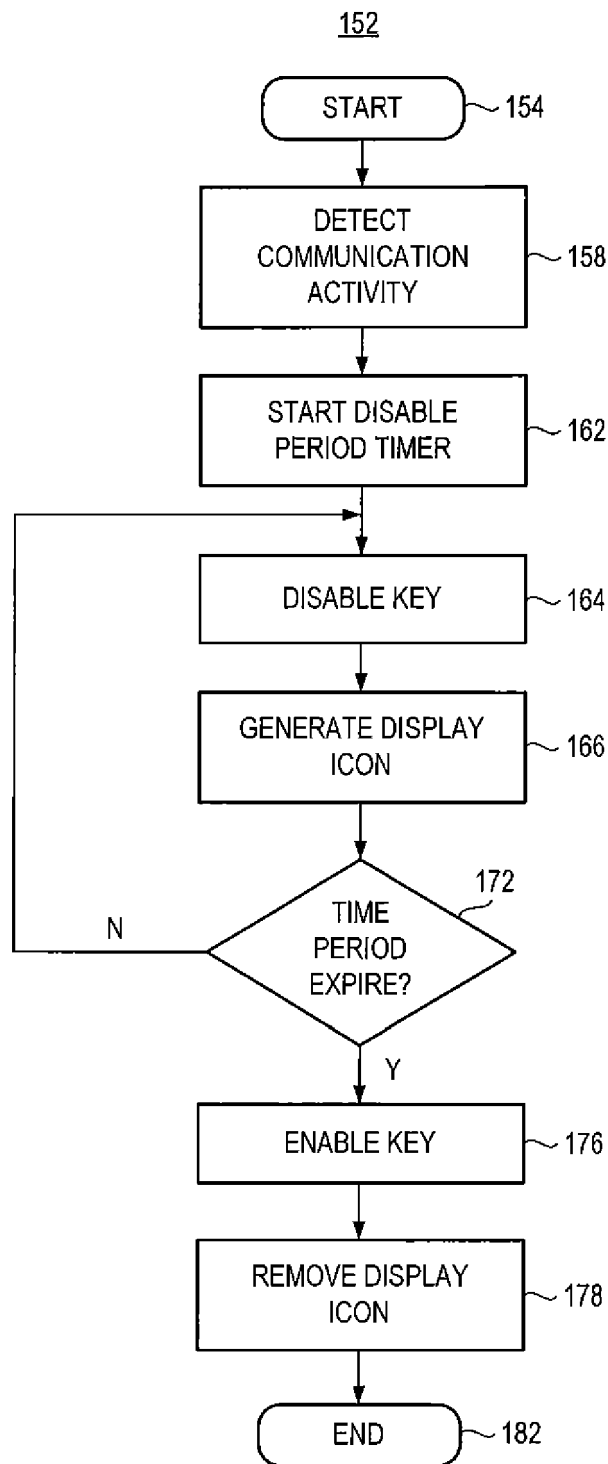 152
START
154
DETECT
COMMUNICATION
ACTIVITY
158
START DISABLE
PERIOD TIMER
162
DISABLE KEY
164
GENERATE DISPLAY
ICON
166
172
TIME
PERIOD
EXPIRE?
N
Y
ENABLE KEY
176
REMOVE DISPLAY
ICON
178
END
182